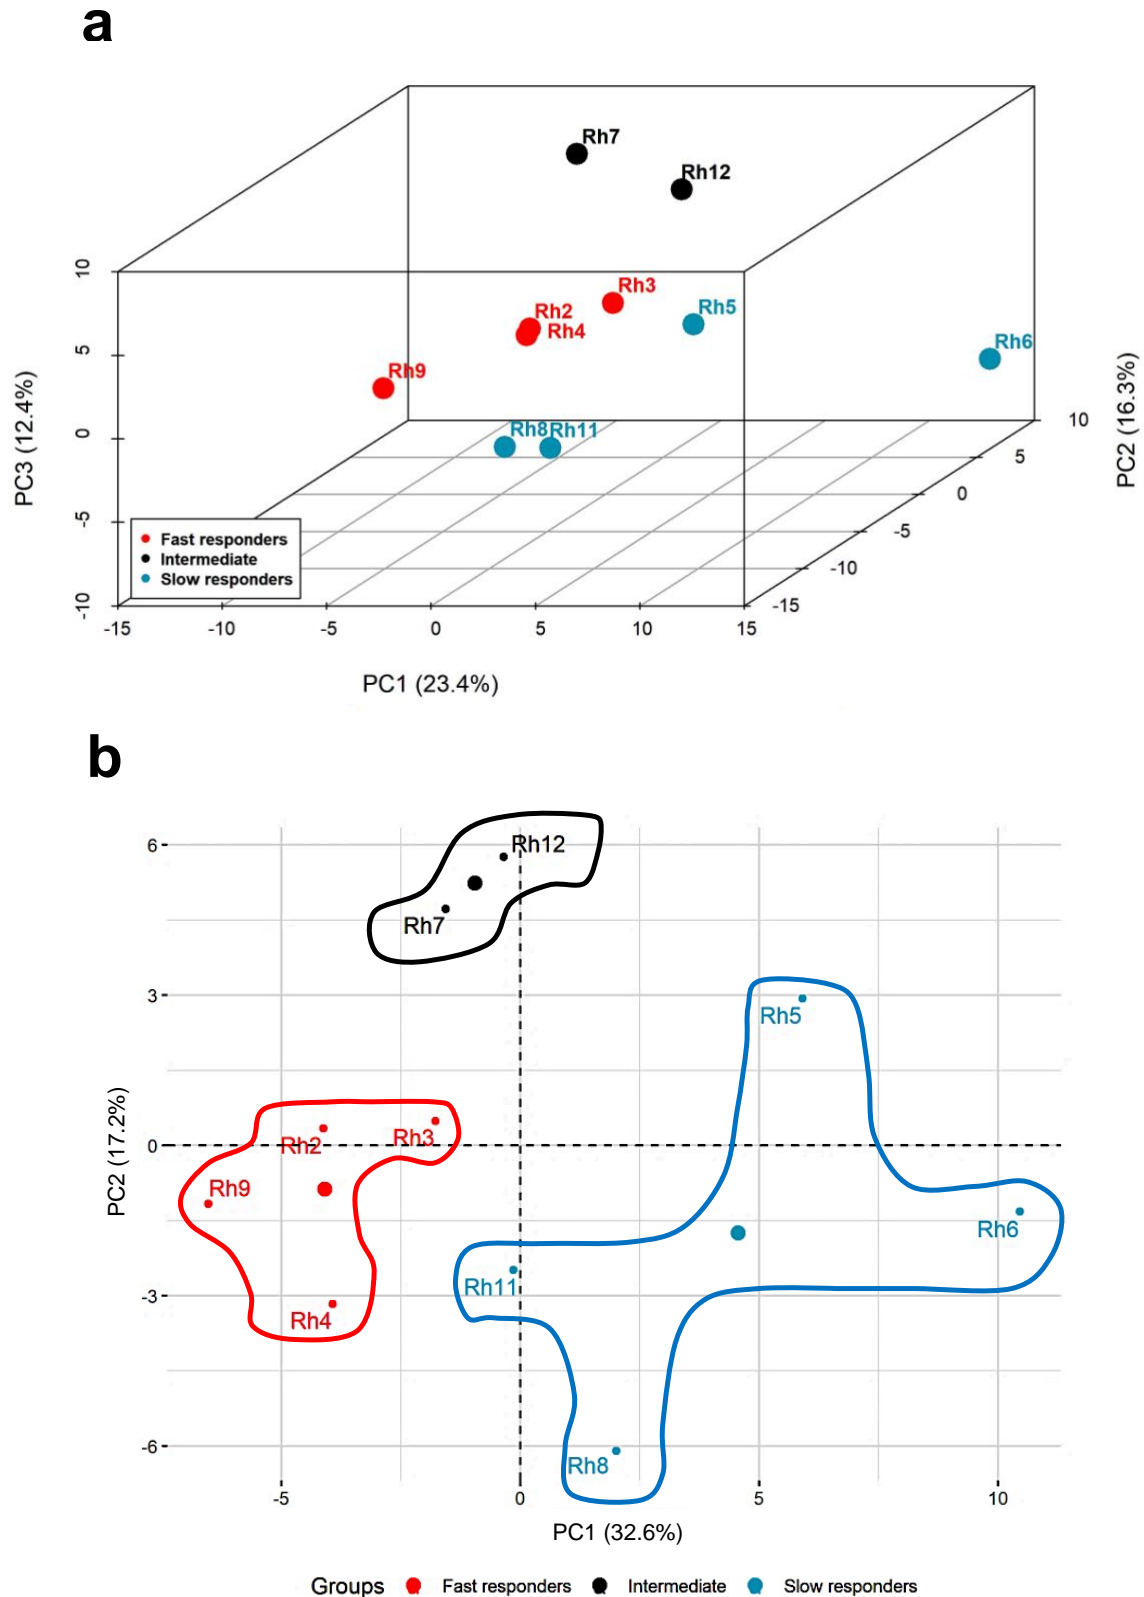 a
Rh7
Rh12
10
Rh3
Rh2
Rh4
Rh5
Rh6
5
Rh9
PC3 (12.4%)
PC2 (16.3%)
0
Rh8
Rh11
10
5
0
-5
-5
-10
-10
-15
Fast responders
Intermediate
Slow responders
-15
-10
-5
0
5
10
15
PC1 (23.4%)
b
6
Rh12
Rh7
3
Rh5
0
Rh2
Rh3
PC2 (17.2%)
Rh9
Rh6
-3
Rh11
Rh4
-6
Rh8
-5
0
5
10
PC1 (32.6%)
Groups Fast responders Intermediate Slow responders